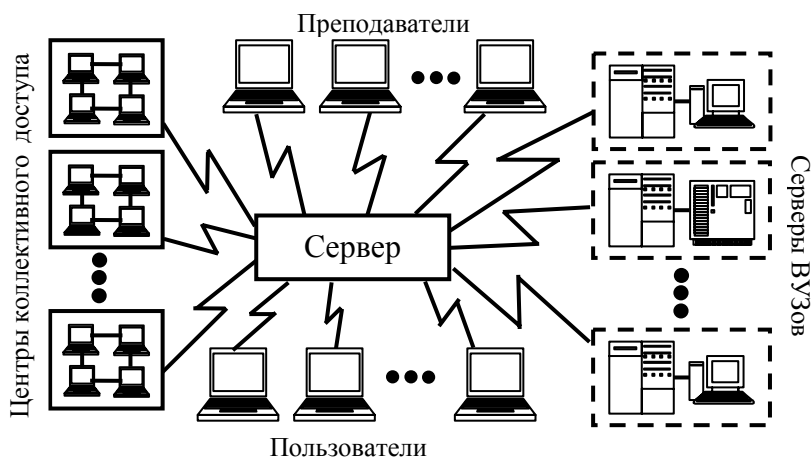 Преподаватели
Центры коллективного доступа
Сервер
Серверы ВУЗов
Пользователи